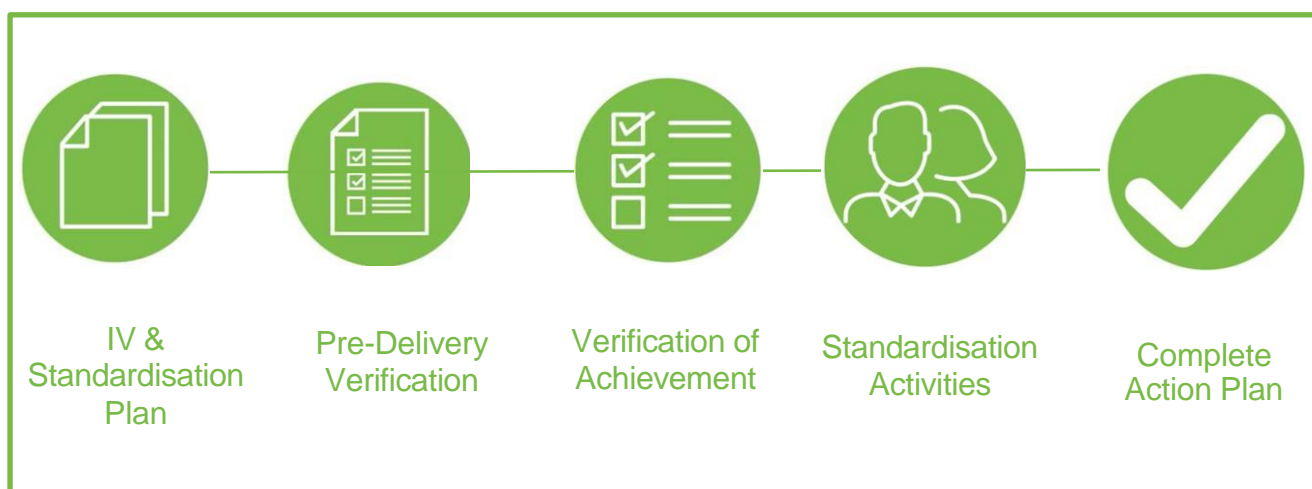 IV &
Standardisation
Plan
Pre-Delivery
Verification
Verification of
Achievement
Standardisation
Activities
Complete
Action Plan